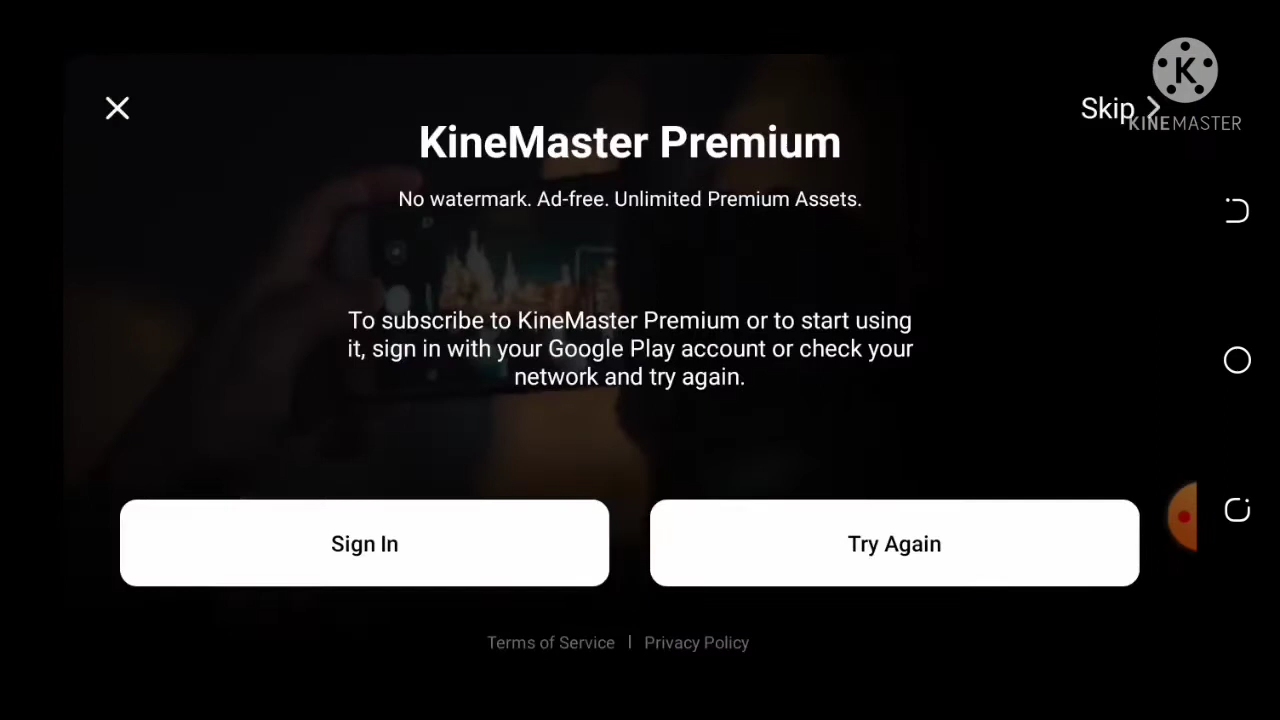 Skip
KINEMASTER
KineMaster Premium
No watermark. Ad-free. Unlimited Premium Assets.
To subscribe to KineMaster Premium or to start using
it, sign in with your Google Play account or check your
network and try again.
Sign In
Try Again
Terms of Service | Privacy Policy